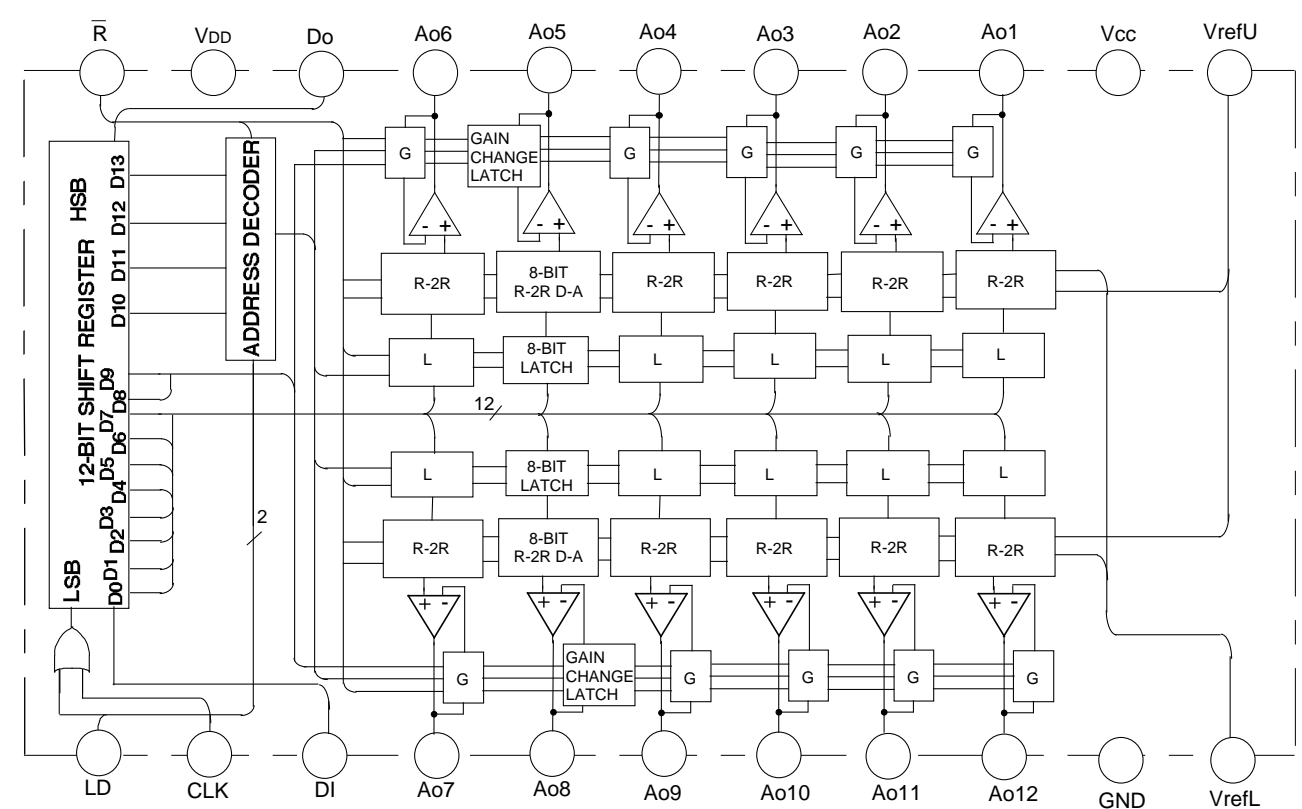 R VDD Do Ao6 Ao5 Ao4 Ao3 Ao2 Ao1 Vcc VrefU
G
GAIN
CHANGE
LATCH
G G G G
- + - + - + - + - + - +
HSB
12-BIT SHIFT REGISTER
LSB
D13
D12
D11
D10
D9
D8
D7
D6
D5
D4
D3
D2
D1
D0
ADDRESS DECODER
R-2R
8-BIT
R-2R D-A
R-2R R-2R R-2R R-2R
L
8-BIT
LATCH
L L L L
12
L
8-BIT
LATCH
L L L L
2
R-2R
8-BIT
R-2R D-A
R-2R R-2R R-2R R-2R
+ - + - + - + - + - + -
G
GAIN
CHANGE
LATCH
G G G G
LD CLK DI Ao7 Ao8 Ao9 Ao10 Ao11 Ao12 GND VrefL